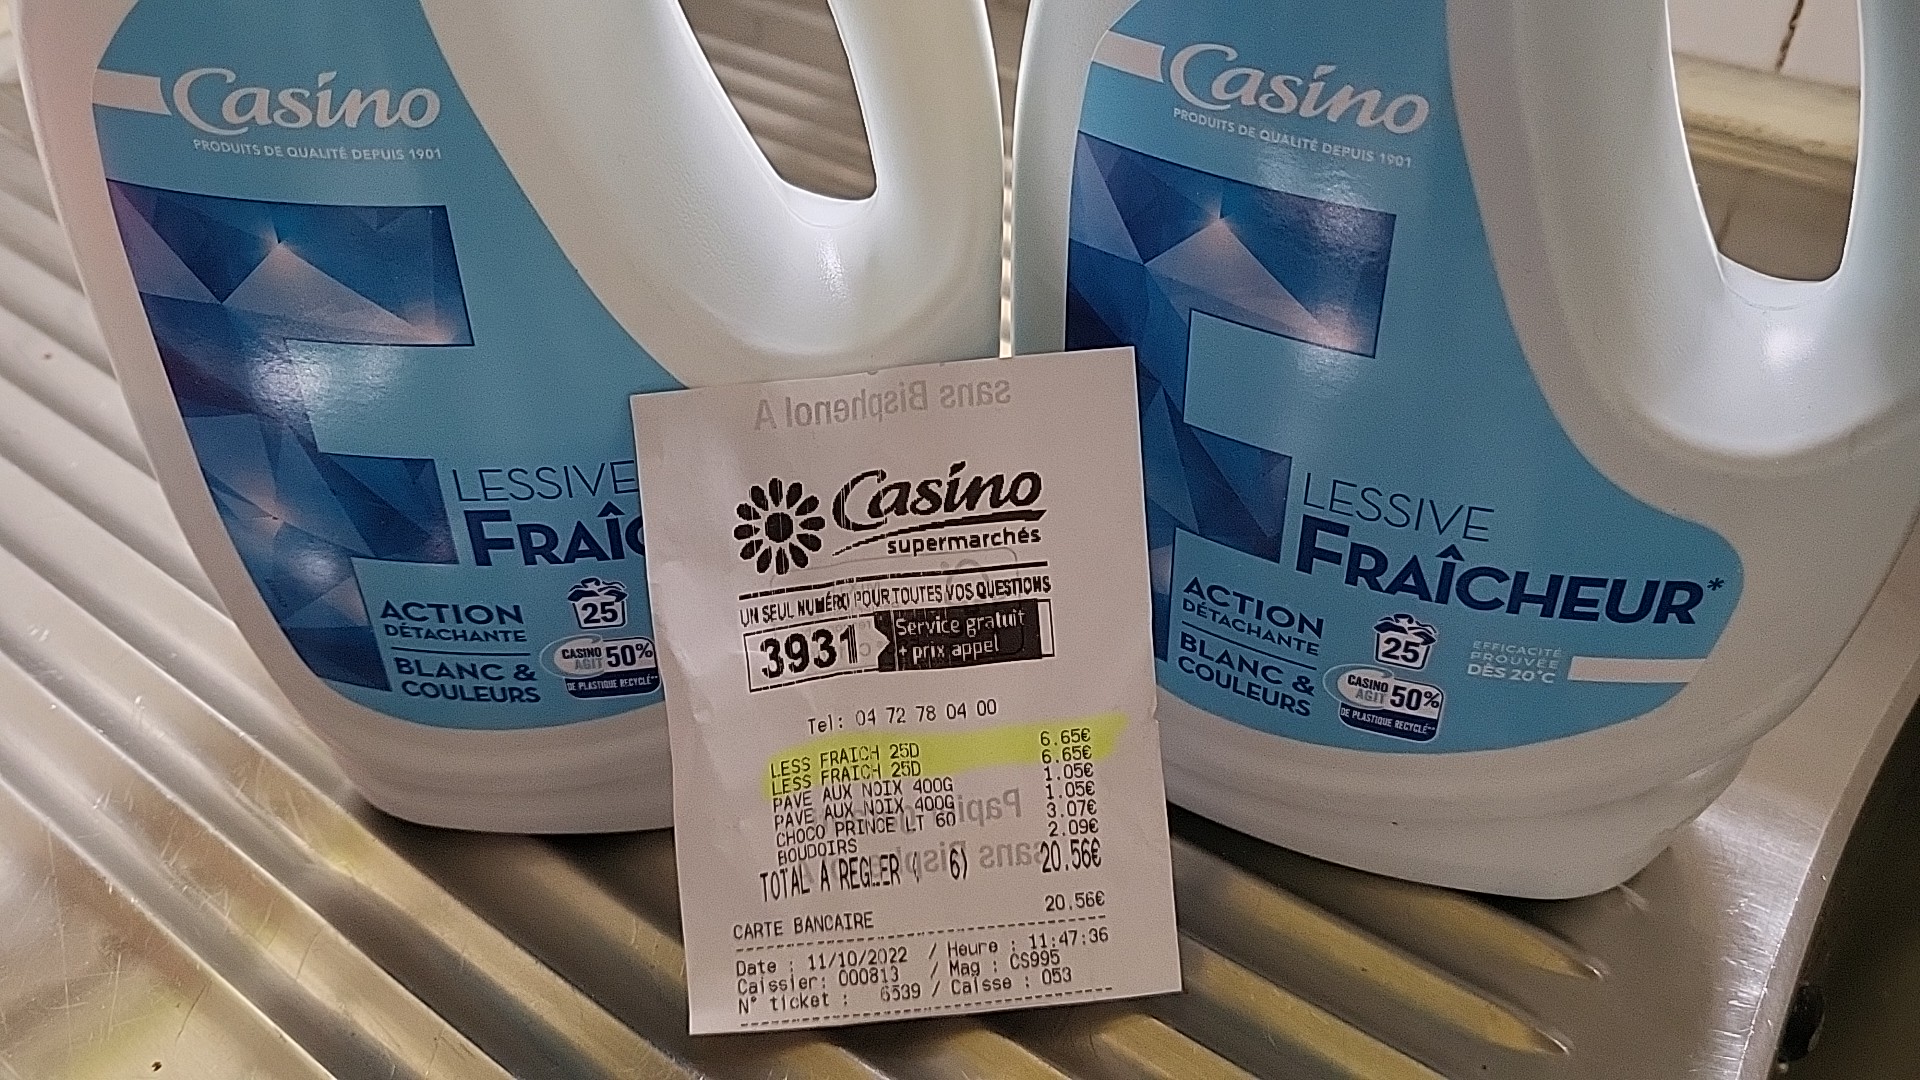 Casino
PRODUITS DE QUALITÉ DEPUIS 1901
LESSIVE
FRAÎC
ACTION
DÉTACHANTE
BLANC &
COULEURS
25
CASINO
AGIT 50%
DE PLASTIQUE RECYCLÉ**
Casino
PRODUITS DE QUALITÉ DEPUIS 1901
LESSIVE
FRAÎCHEUR*
ACTION
DÉTACHANTE
BLANC &
COULEURS
25
CASINO
AGIT 50%
DE PLASTIQUE RECYCLÉ**
EFFICACITÉ
PROUVÉE
DÈS 20°C
sans Bisphenol A
Casino
supermarchés
UN SEUL NUMÉRO POUR TOUTES VOS QUESTIONS
3931 Service gratuit
+ prix appel
Tel: 04 72 78 04 00
LESS FRAICH 25D 6.65€
LESS FRAICH 25D 6.65€
PAVE AUX NOIX 400G 1.05€
PAVE AUX NOIX 400G 1.05€
CHOCO PRINCE LT 60 3.07€
BOUDOIRS 2.09€
TOTAL A REGLER ( 6) 20.56€
CARTE BANCAIRE 20.56€
Date : 11/10/2022 / Heure : 11:47:36
Caissier: 000813 / Mag : CS995
N° ticket : 6539 / Caisse : 053